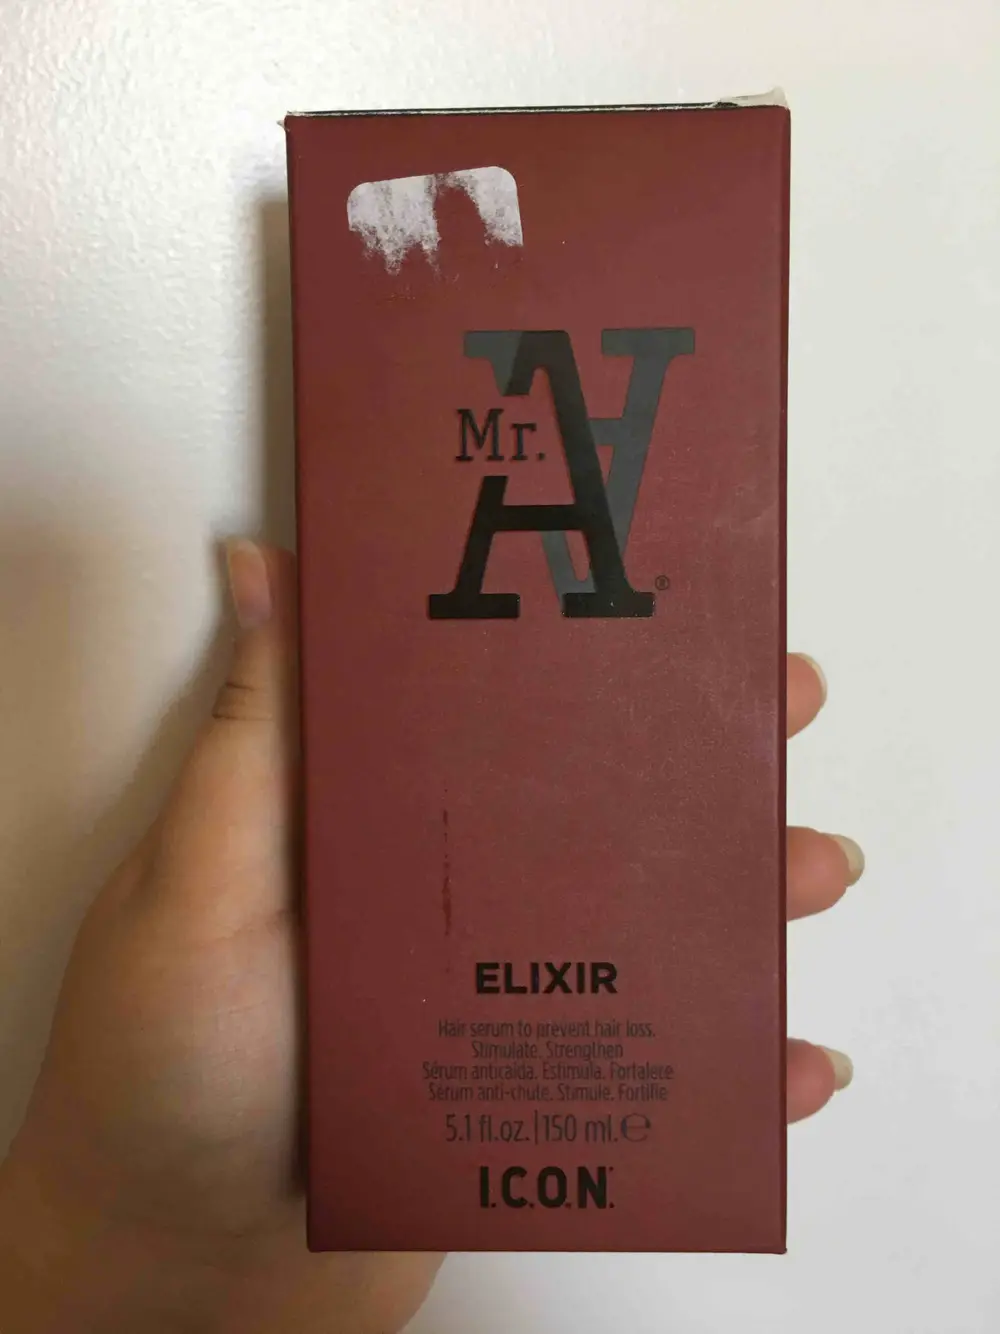 Mr.
A
®
ELIXIR
Hair serum to prevent hair loss.
Stimulate. Strengthen
Sérum anticaída. Estimula. Fortalece
Sérum anti-chute. Stimule. Fortifie
5.1 fl.oz. | 150 ml. ℮
I.C.O.N.